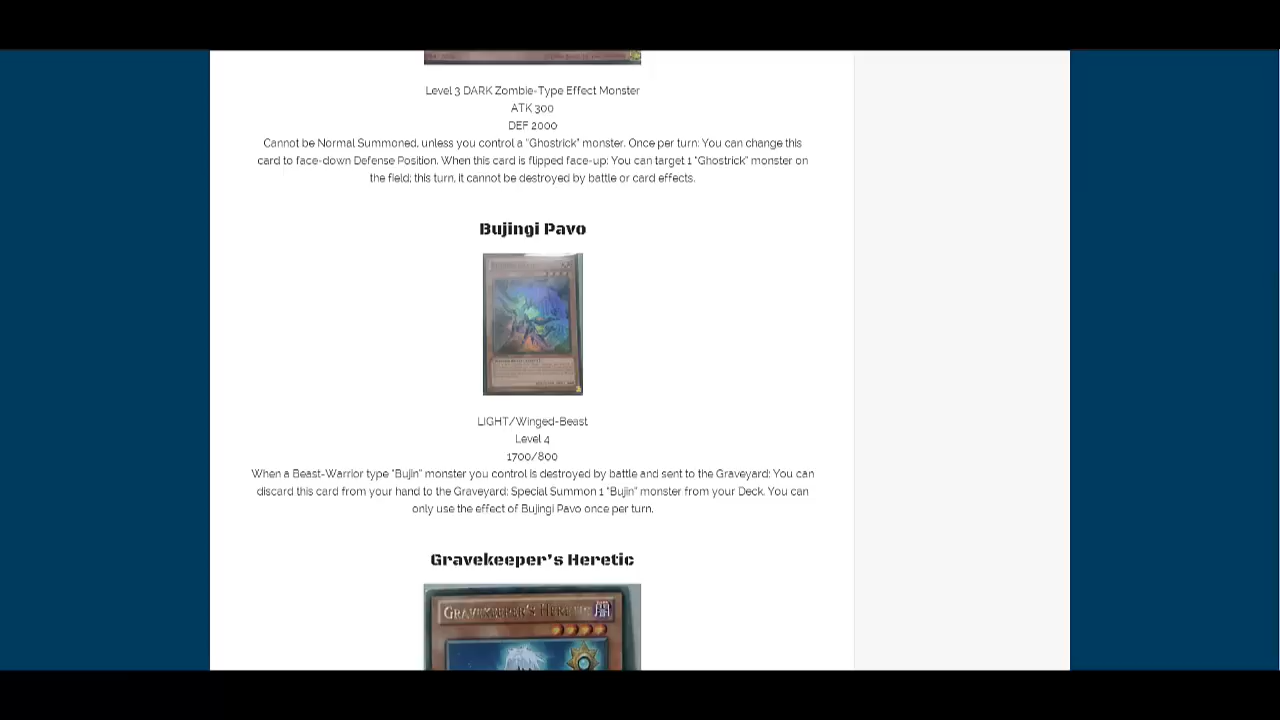 Level 3 DARK Zombie-Type Effect Monster
ATK 300
DEF 2000
Cannot be Normal Summoned, unless you control a "Ghostrick" monster. Once per turn: You can change this
card to face-down Defense Position. When this card is flipped face-up: You can target 1 "Ghostrick" monster on
the field; this turn, it cannot be destroyed by battle or card effects.
Bujingi Pavo
LIGHT/Winged-Beast
Level 4
1700/800
When a Beast-Warrior type "Bujin" monster you control is destroyed by battle and sent to the Graveyard: You can
discard this card from your hand to the Graveyard; Special Summon 1 "Bujin" monster from your Deck. You can
only use the effect of Bujingi Pavo once per turn.
Gravekeeper's Heretic
GRAVEKEEPER'S HERETIC